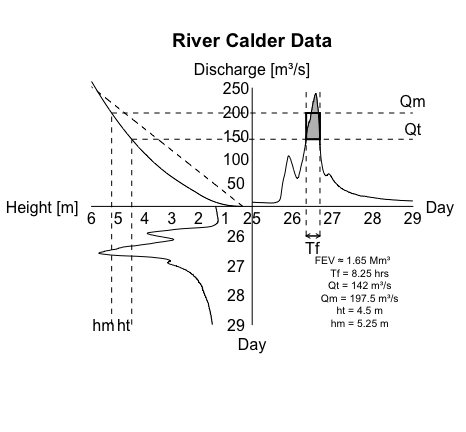 River Calder Data
Discharge [m³/s]
250
200
150
100
50
Qm
Qt
Height [m]
6 5 4 3 2 1 25 26 27 28 29 Day
26
27
28
29
Day
hm ht
Tf
FEV ≈ 1.65 Mm³
Tf = 8.25 hrs
Qt = 142 m³/s
Qm = 197.5 m³/s
ht = 4.5 m
hm = 5.25 m